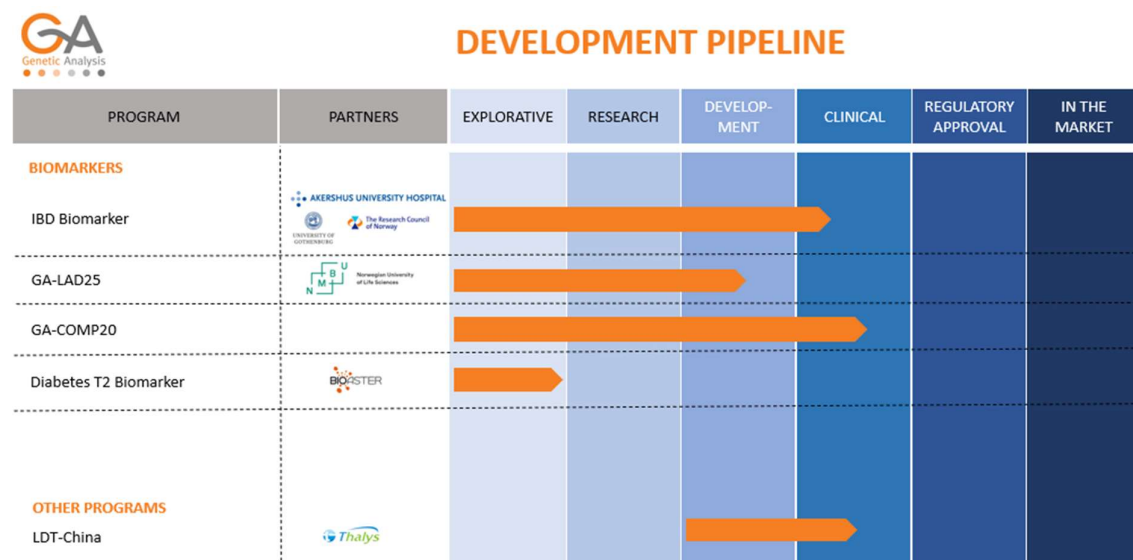 GA
Genetic Analysis
DEVELOPMENT PIPELINE
PROGRAM
PARTNERS
EXPLORATIVE
RESEARCH
DEVELOP-
MENT
CLINICAL
REGULATORY
APPROVAL
IN THE
MARKET
BIOMARKERS
IBD Biomarker
AKERSHUS UNIVERSITY HOSPITAL
UNIVERSITY OF
GOTHENBURG
The Research Council
of Norway
GA-LAD25
N M B U
Norwegian University
of Life Sciences
GA-COMP20
Diabetes T2 Biomarker
BIOASTER
OTHER PROGRAMS
LDT-China
Thalys